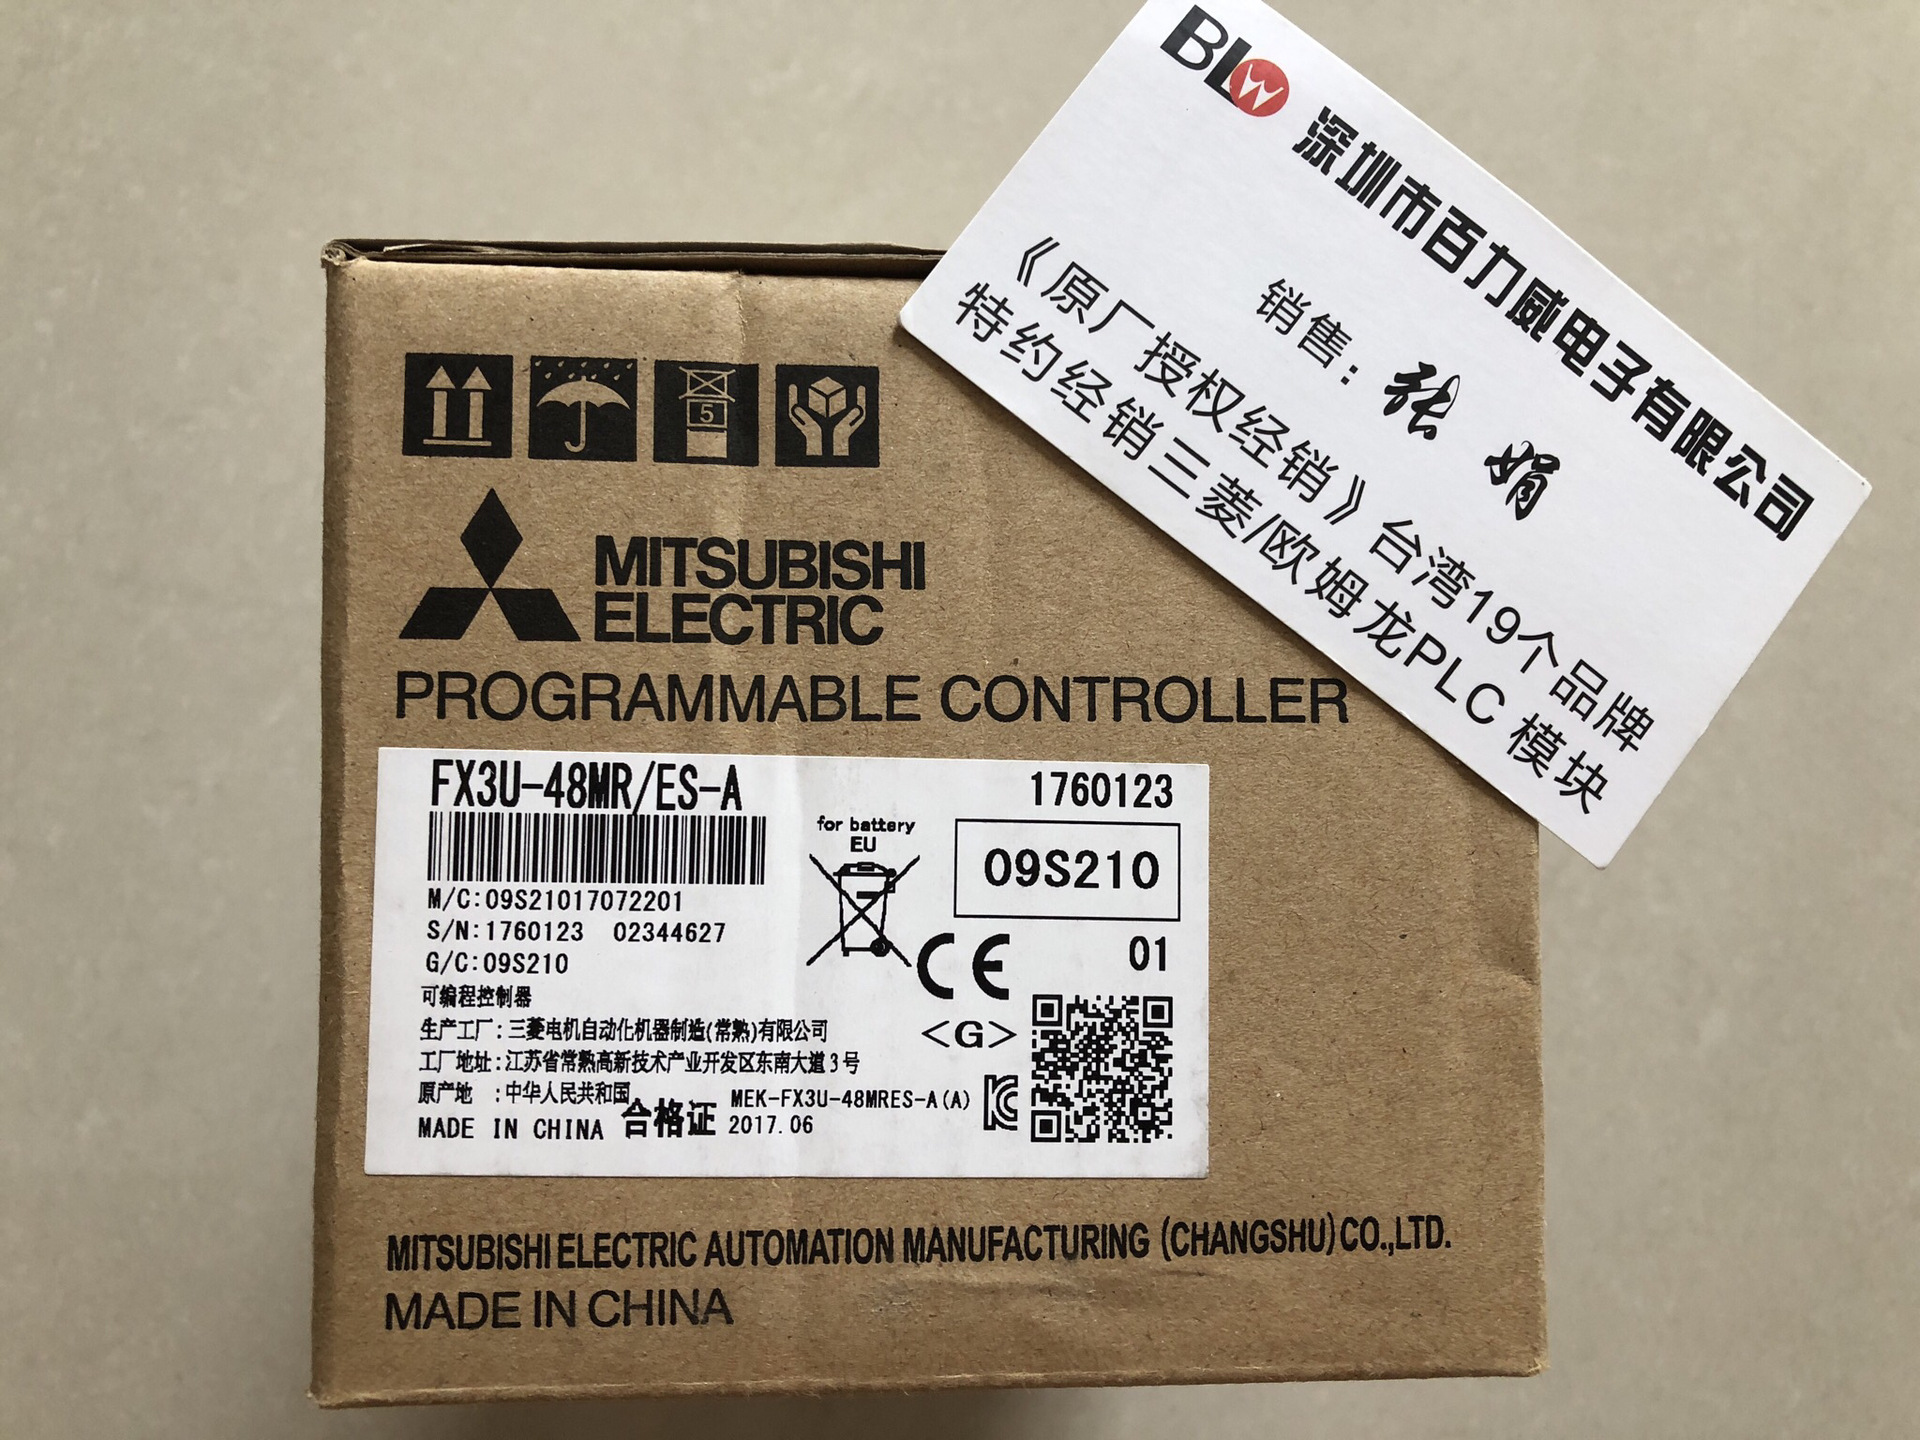 BLW
深圳市百力威电子有限公司
销售：张 娟
《原厂授权经销》台湾19个品牌
特约经销三菱/欧姆龙PLC 模块
5
MITSUBISHI
ELECTRIC
PROGRAMMABLE CONTROLLER
FX3U-48MR/ES-A
1760123
for battery
EU
09S210
M/C:09S21017072201
S/N:1760123 02344627
G/C:09S210
CE
01
可编程控制器
<G>
生产工厂:三菱电机自动化机器制造(常熟)有限公司
工厂地址:江苏省常熟高新技术产业开发区东南大道3号
原产地 :中华人民共和国
MEK-FX3U-48MRES-A(A)
MADE IN CHINA 合格证 2017.06
MITSUBISHI ELECTRIC AUTOMATION MANUFACTURING (CHANGSHU)CO.,LTD.
MADE IN CHINA